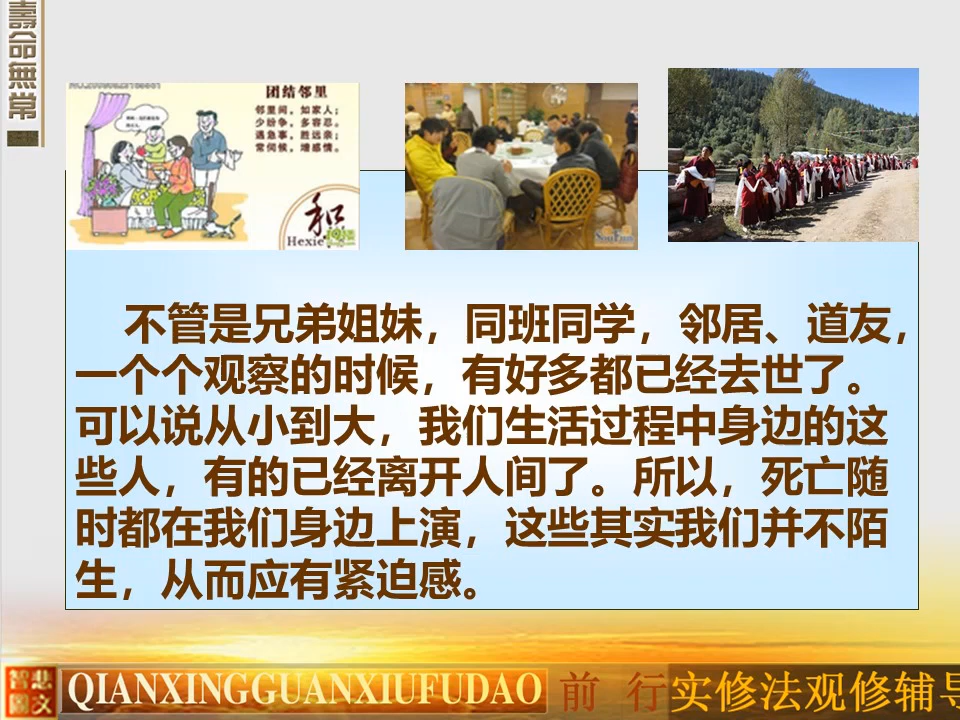 壽命無常
团结邻里
邻里间，如家人；
少纷争，多容忍。
遇急事，胜远亲；
常伺候，增感情。
和
Hexie
不管是兄弟姐妹，同班同学，邻居、道友，
一个个观察的时候，有好多都已经去世了。
可以说从小到大，我们生活过程中身边的这
些人，有的已经离开人间了。所以，死亡随
时都在我们身边上演，这些其实我们并不陌
生，从而应有紧迫感。
QIANXINGGUANXIUFUDAO
前 行
实修法观修辅导